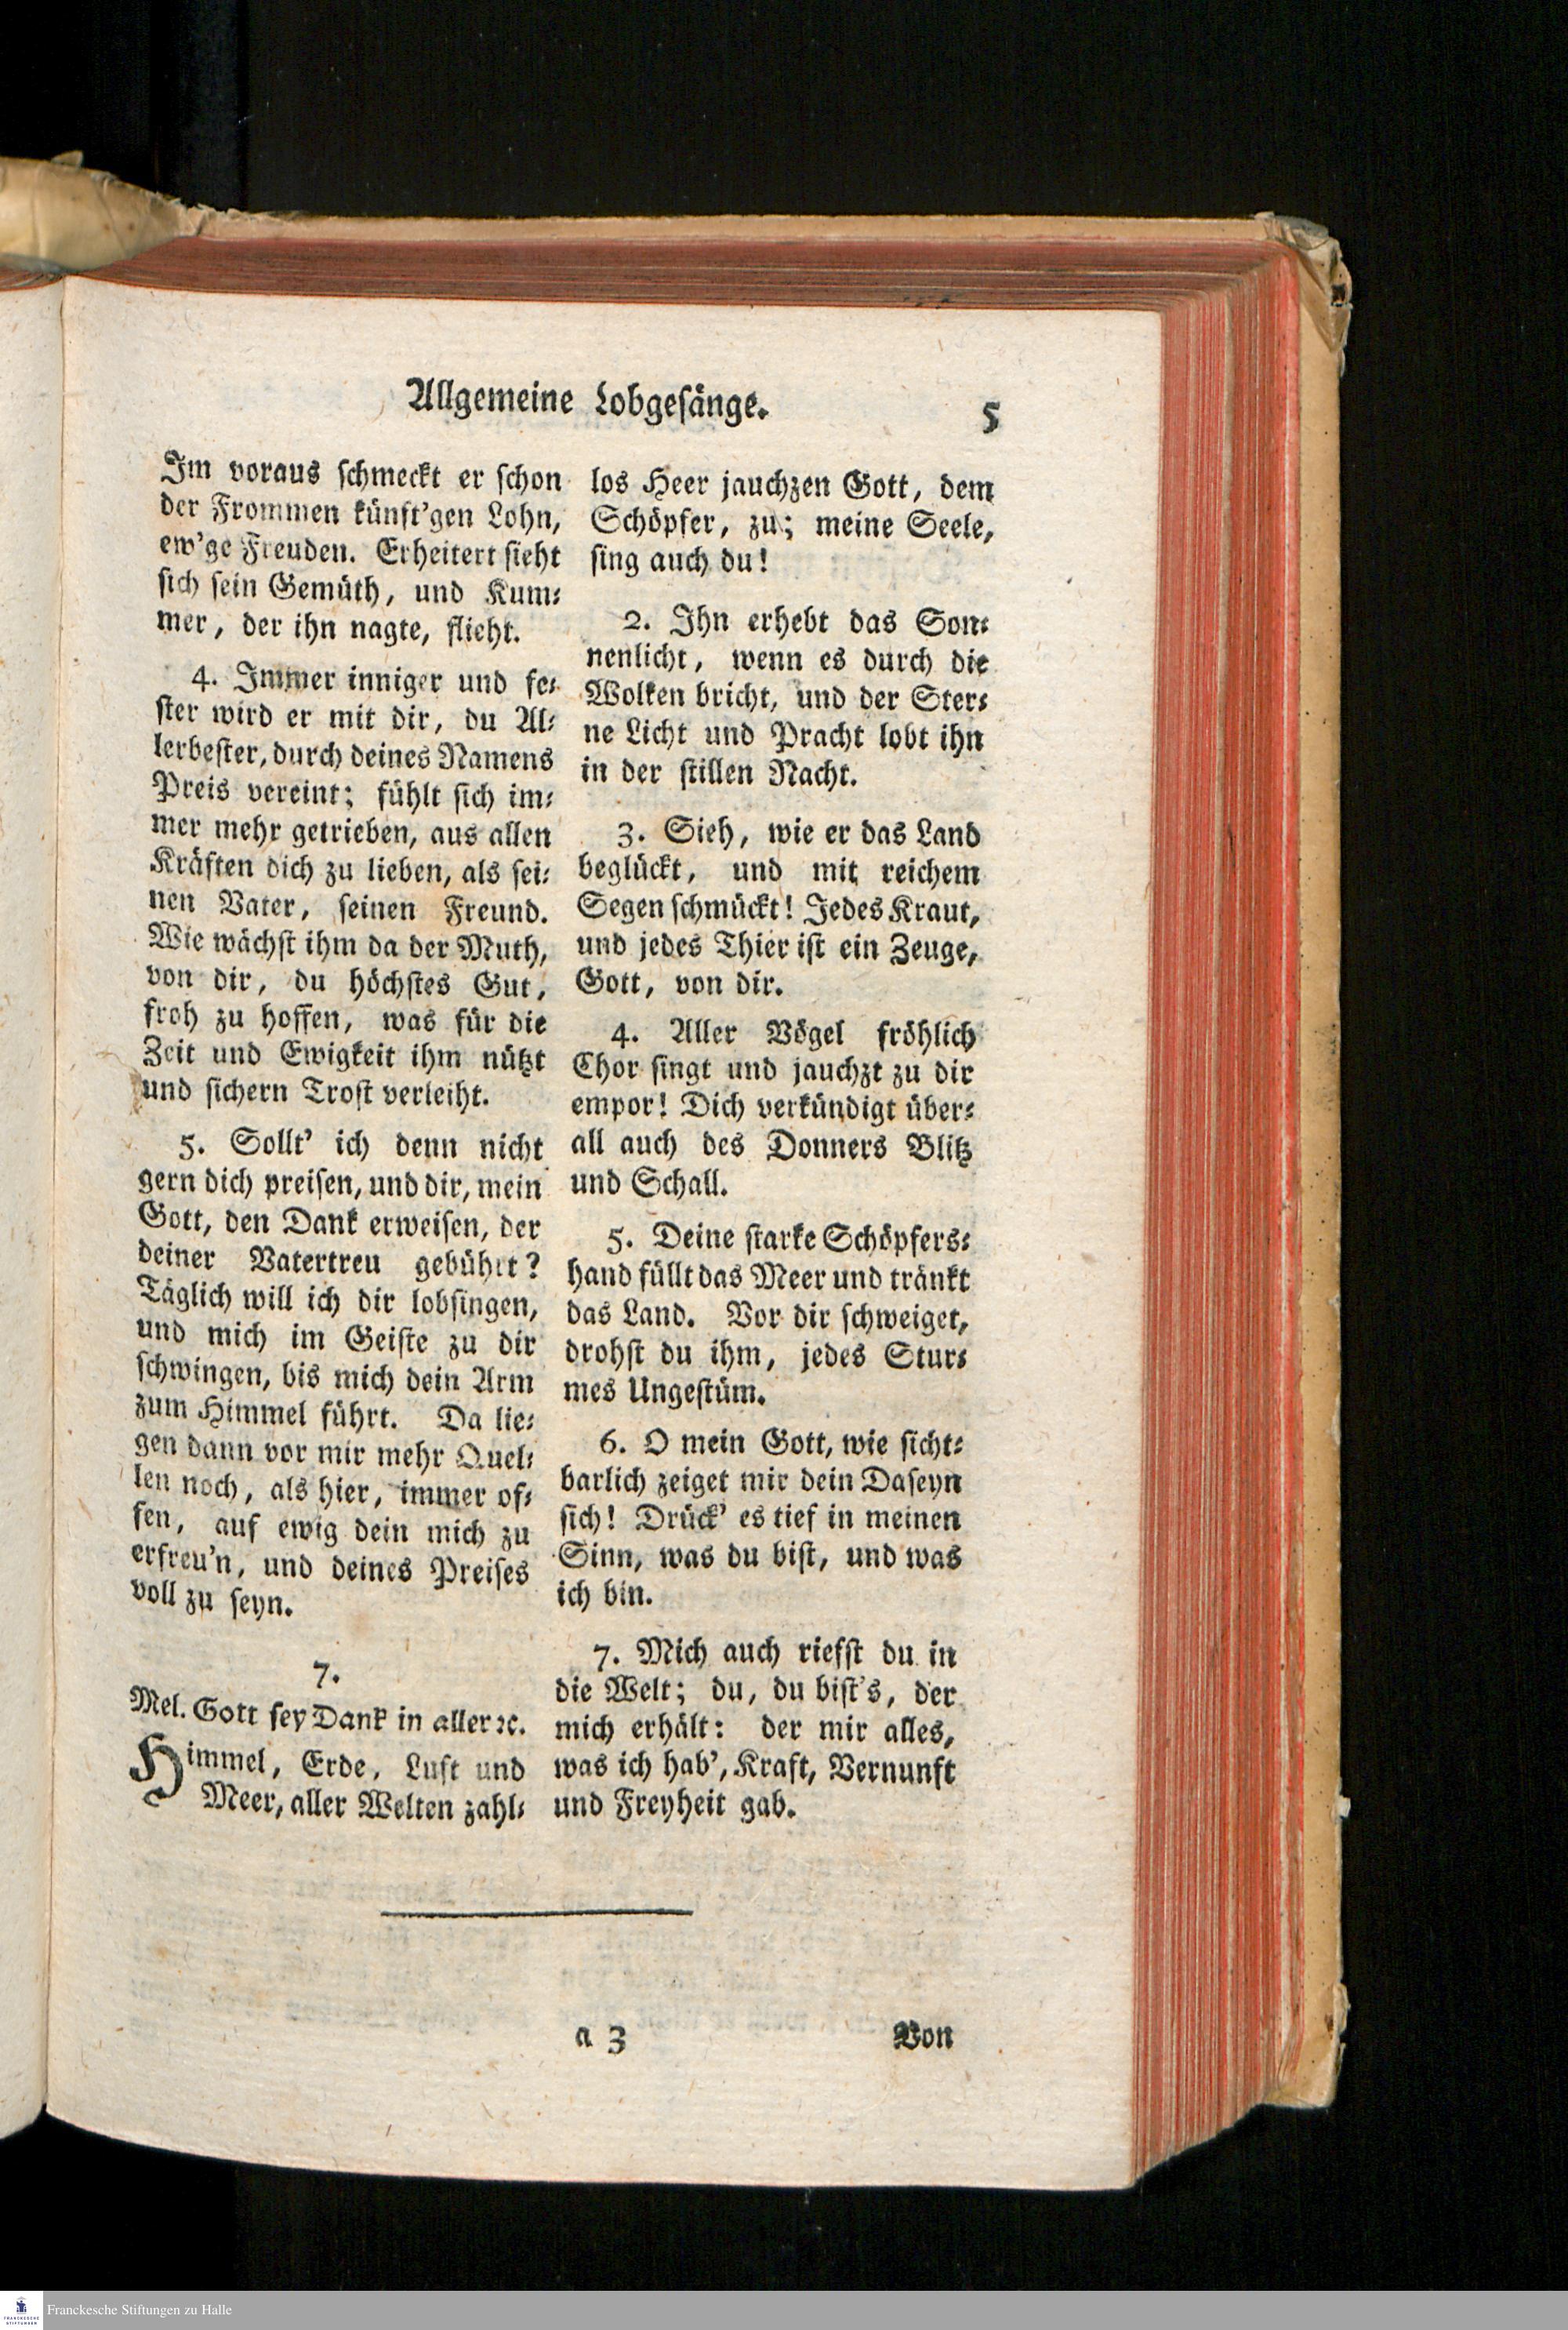 Allgemeine Lobgesänge.
5
Im voraus schmeckt er schon
der Frommen künft'gen Lohn,
ew'ge Freuden. Erheitert sieht
sich sein Gemüth, und Kum⸗
mer, der ihn nagte, flieht.
4. Immer inniger und fe⸗
ster wird er mit dir, du Al⸗
lerbester, durch deines Namens
Preis vereint; fühlt sich im⸗
mer mehr getrieben, aus allen
Kräften dich zu lieben, als sei⸗
nen Vater, seinen Freund.
Wie wächst ihm da der Muth,
von dir, du höchstes Gut,
froh zu hoffen, was für die
Zeit und Ewigkeit ihm nützt
und sichern Trost verleiht.
5. Sollt' ich denn nicht
gern dich preisen, und dir, mein
Gott, den Dank erweisen, der
deiner Vatertreu gebührt?
Täglich will ich dir lobsingen,
und mich im Geiste zu dir
schwingen, bis mich dein Arm
zum Himmel führt. Da lie⸗
gen dann vor mir mehr Quel⸗
len noch, als hier, immer of⸗
fen, auf ewig dein mich zu
erfreu'n, und deines Preises
voll zu seyn.
7.
Mel. Gott sey Dank in aller ꝛc.
Himmel, Erde, Luft und
Meer, aller Welten zahl⸗
los Heer jauchzen Gott, dem
Schöpfer, zu; meine Seele,
sing auch du!
2. Ihn erhebt das Son⸗
nenlicht, wenn es durch die
Wolken bricht, und der Ster⸗
ne Licht und Pracht lobt ihn
in der stillen Nacht.
3. Sieh, wie er das Land
beglückt, und mit reichem
Segen schmückt! Jedes Kraut,
und jedes Thier ist ein Zeuge,
Gott, von dir.
4. Aller Vögel fröhlich
Chor singt und jauchzt zu dir
empor! Dich verkündigt über⸗
all auch des Donners Blitz
und Schall.
5. Deine starke Schöpfers⸗
hand füllt das Meer und tränkt
das Land. Vor dir schweiget,
drohst du ihm, jedes Stur⸗
mes Ungestüm.
6. O mein Gott, wie sicht⸗
barlich zeiget mir dein Daseyn
sich! Drück' es tief in meinen
Sinn, was du bist, und was
ich bin.
7. Mich auch riefst du in
die Welt; du, du bist's, der
mich erhält: der mir alles,
was ich hab', Kraft, Vernunft
und Freyheit gab.
a 3
Von
FRANCKESCHE
STIFTUNGEN
Franckesche Stiftungen zu Halle